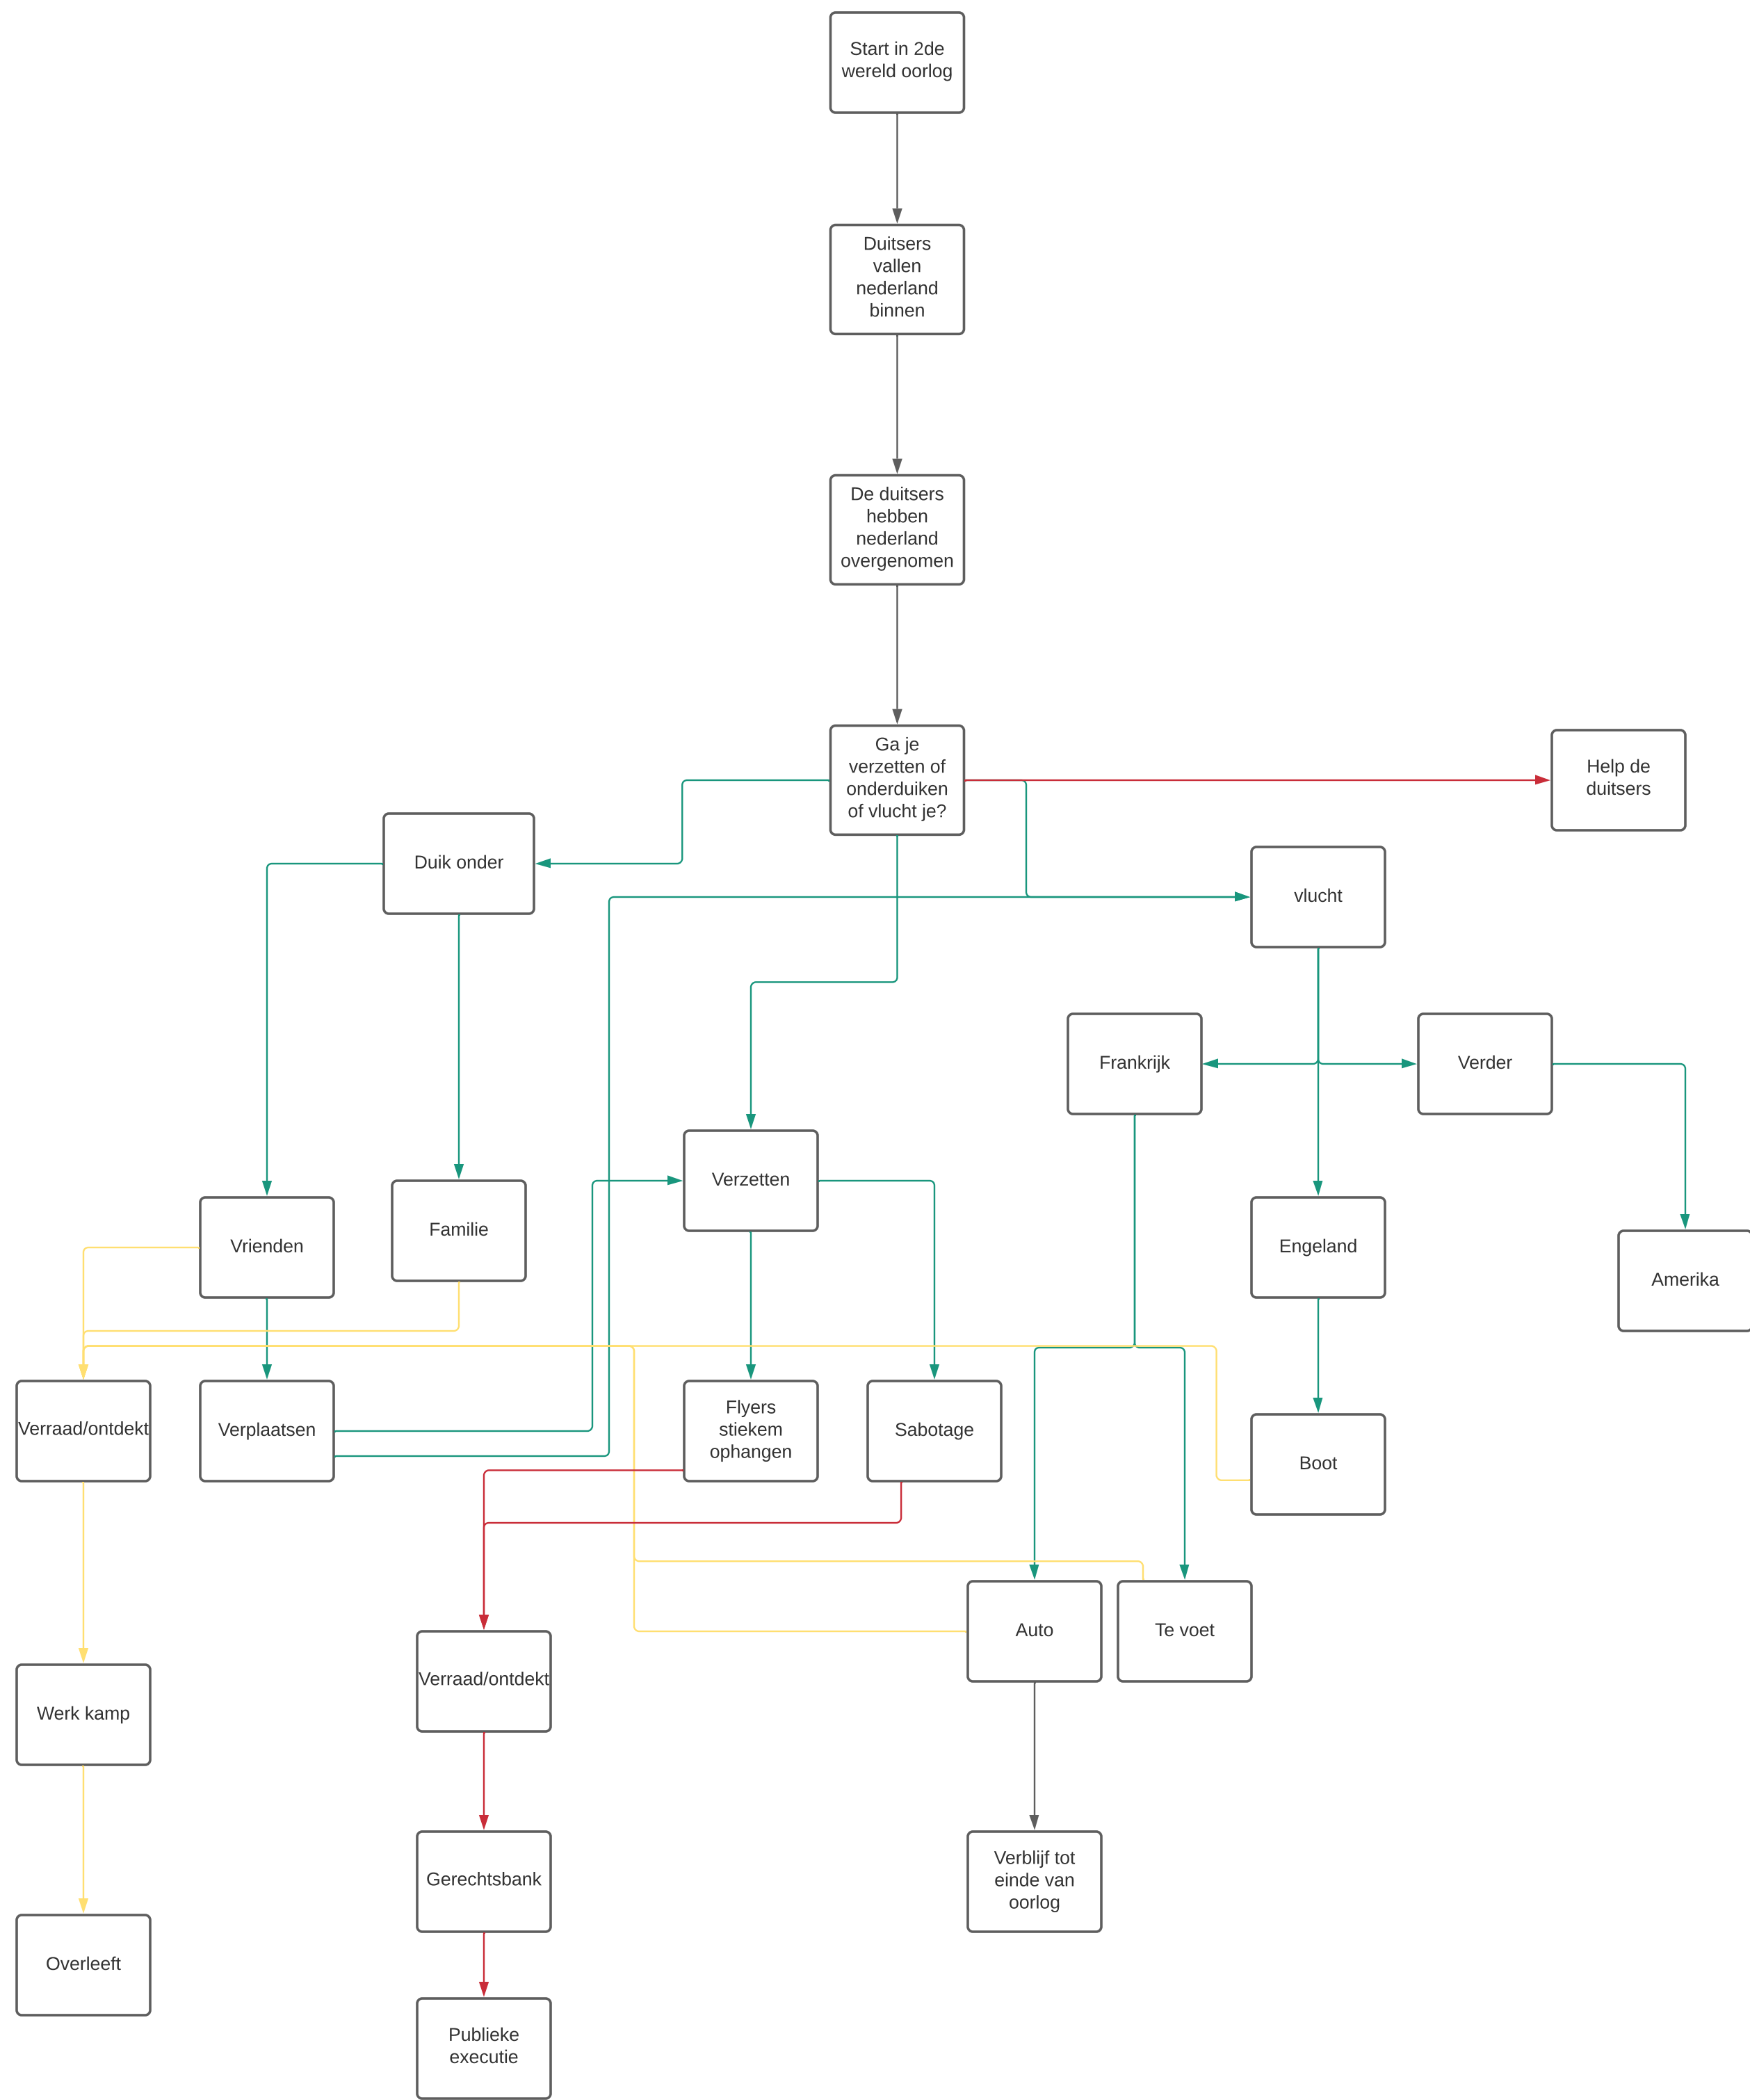 Start in 2de
wereld oorlog
Duitsers
vallen
nederland
binnen
De duitsers
hebben
nederland
overgenomen
Ga je
verzetten of
onderduiken
of vlucht je?
Help de
duitsers
Duik onder
vlucht
Frankrijk
Verder
Verzetten
Familie
Vrienden
Engeland
Amerika
Verraad/ontdekt
Verplaatsen
Flyers
stiekem
ophangen
Sabotage
Boot
Auto
Te voet
Verraad/ontdekt
Werk kamp
Gerechtsbank
Verblijf tot
einde van
oorlog
Overleeft
Publieke
executie